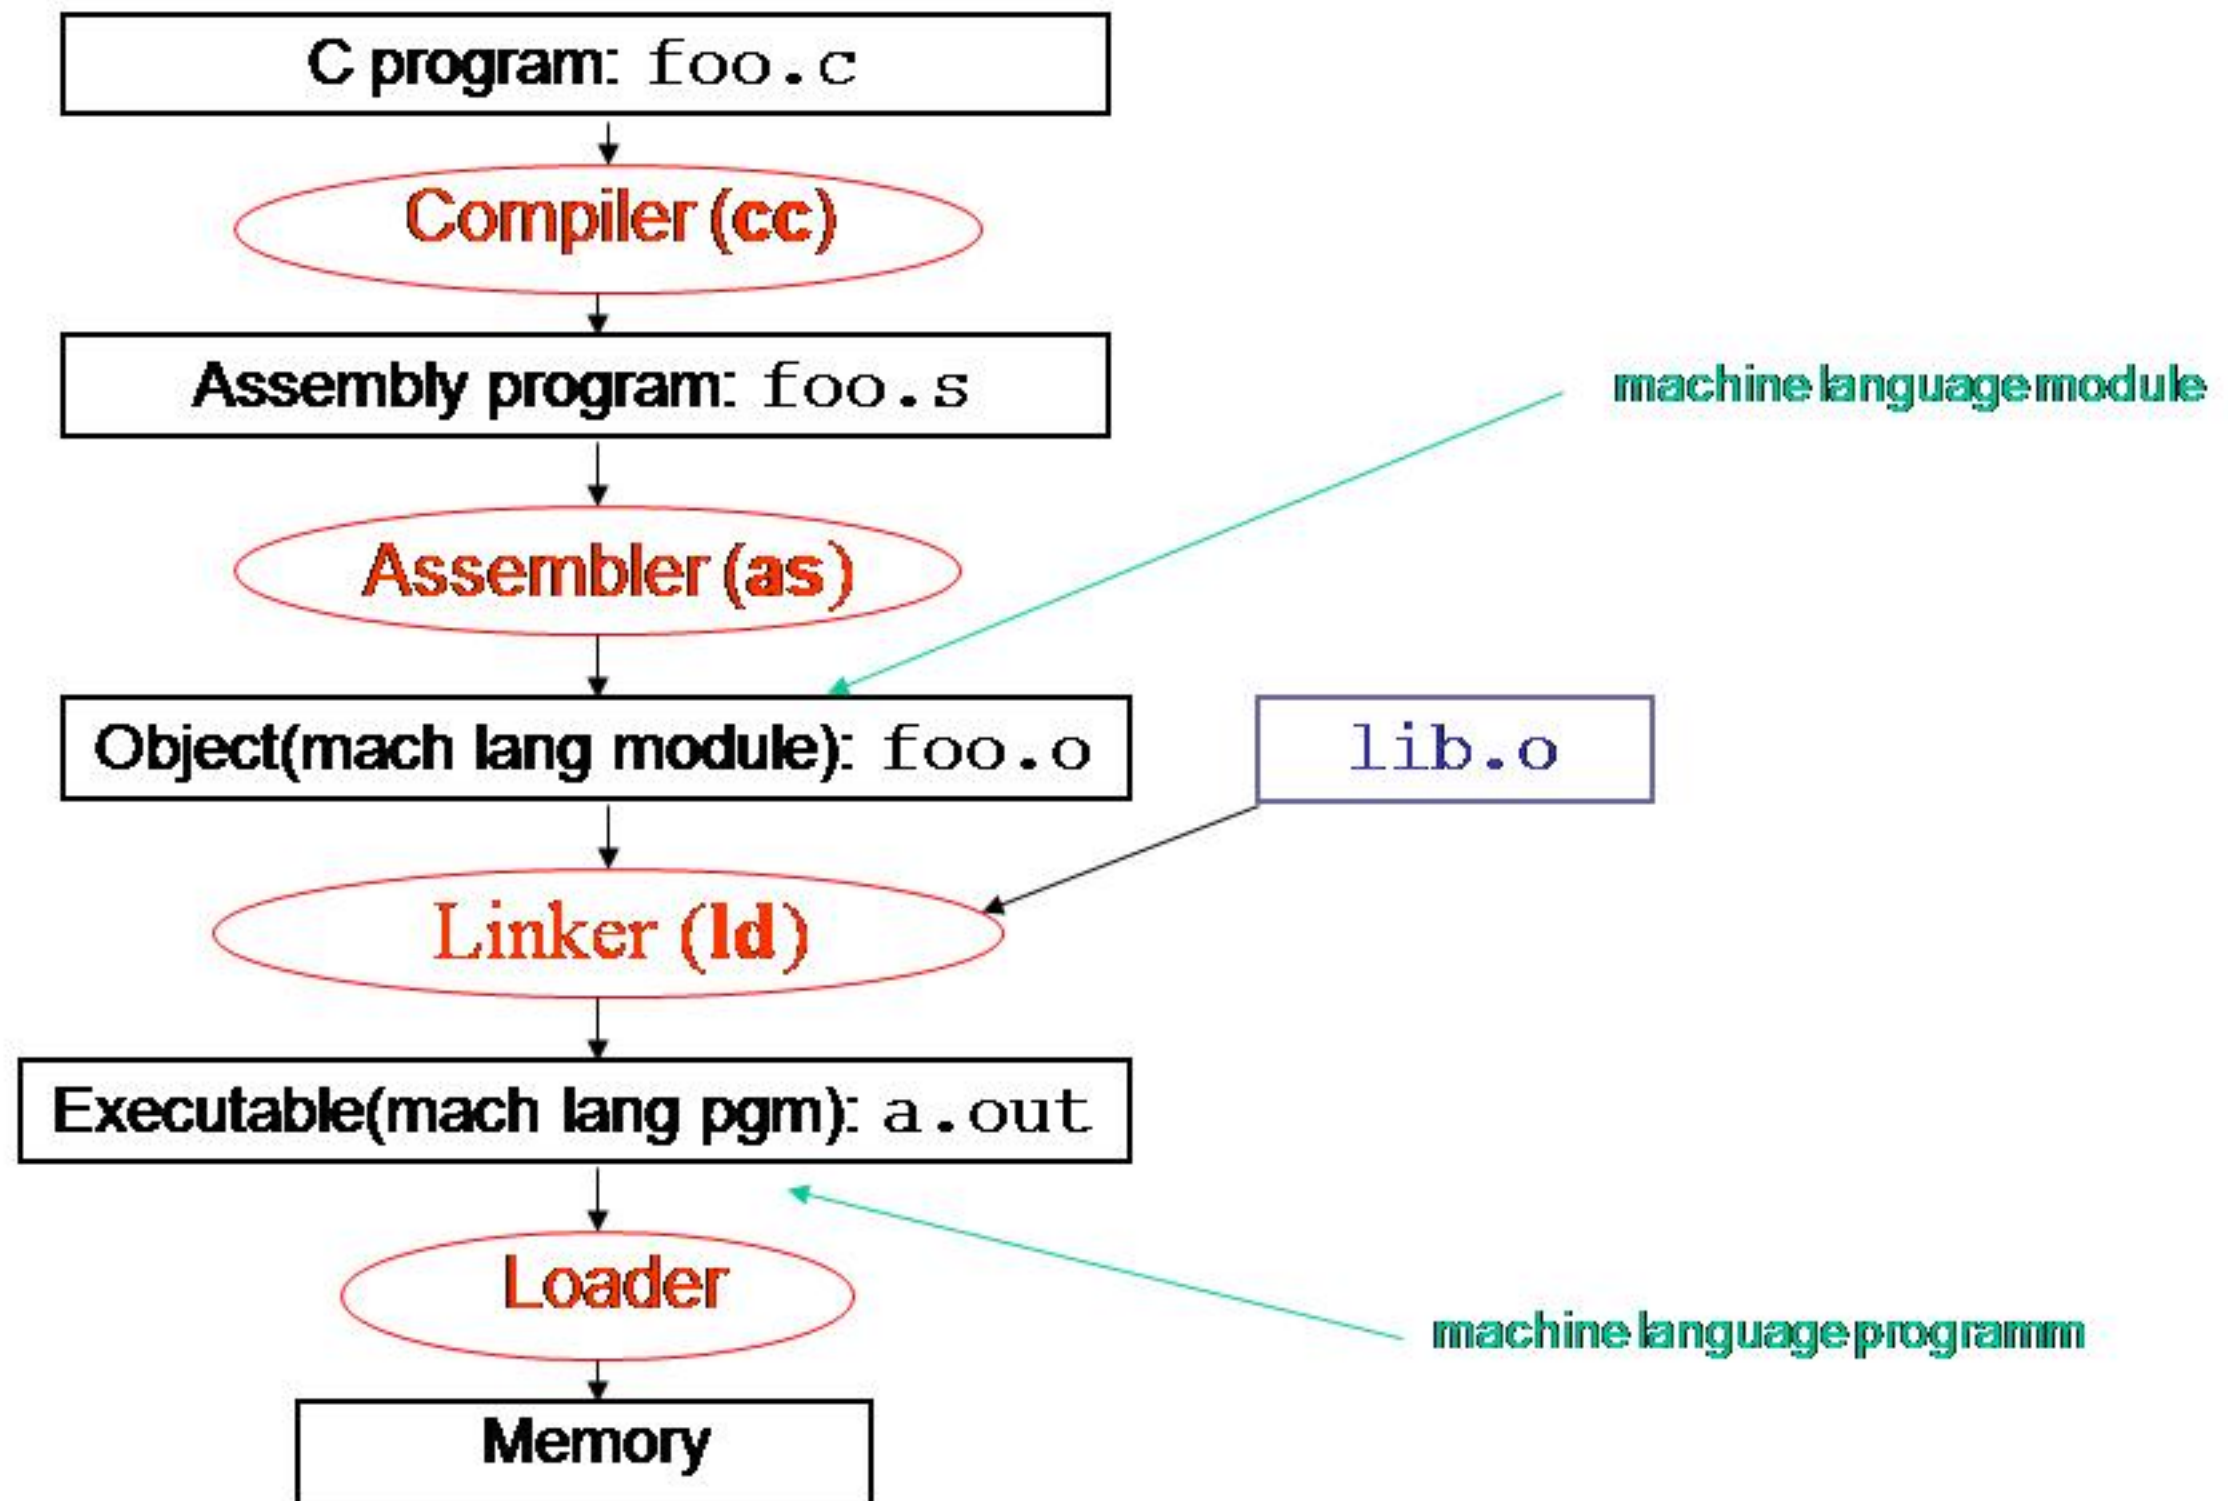 C program: foo.c
Compiler (cc)
Assembly program: foo.s
machine language module
Assembler (as)
Object(mach lang module): foo.o
lib.o
Linker (ld)
Executable(mach lang pgm): a.out
Loader
machine language programm
Memory